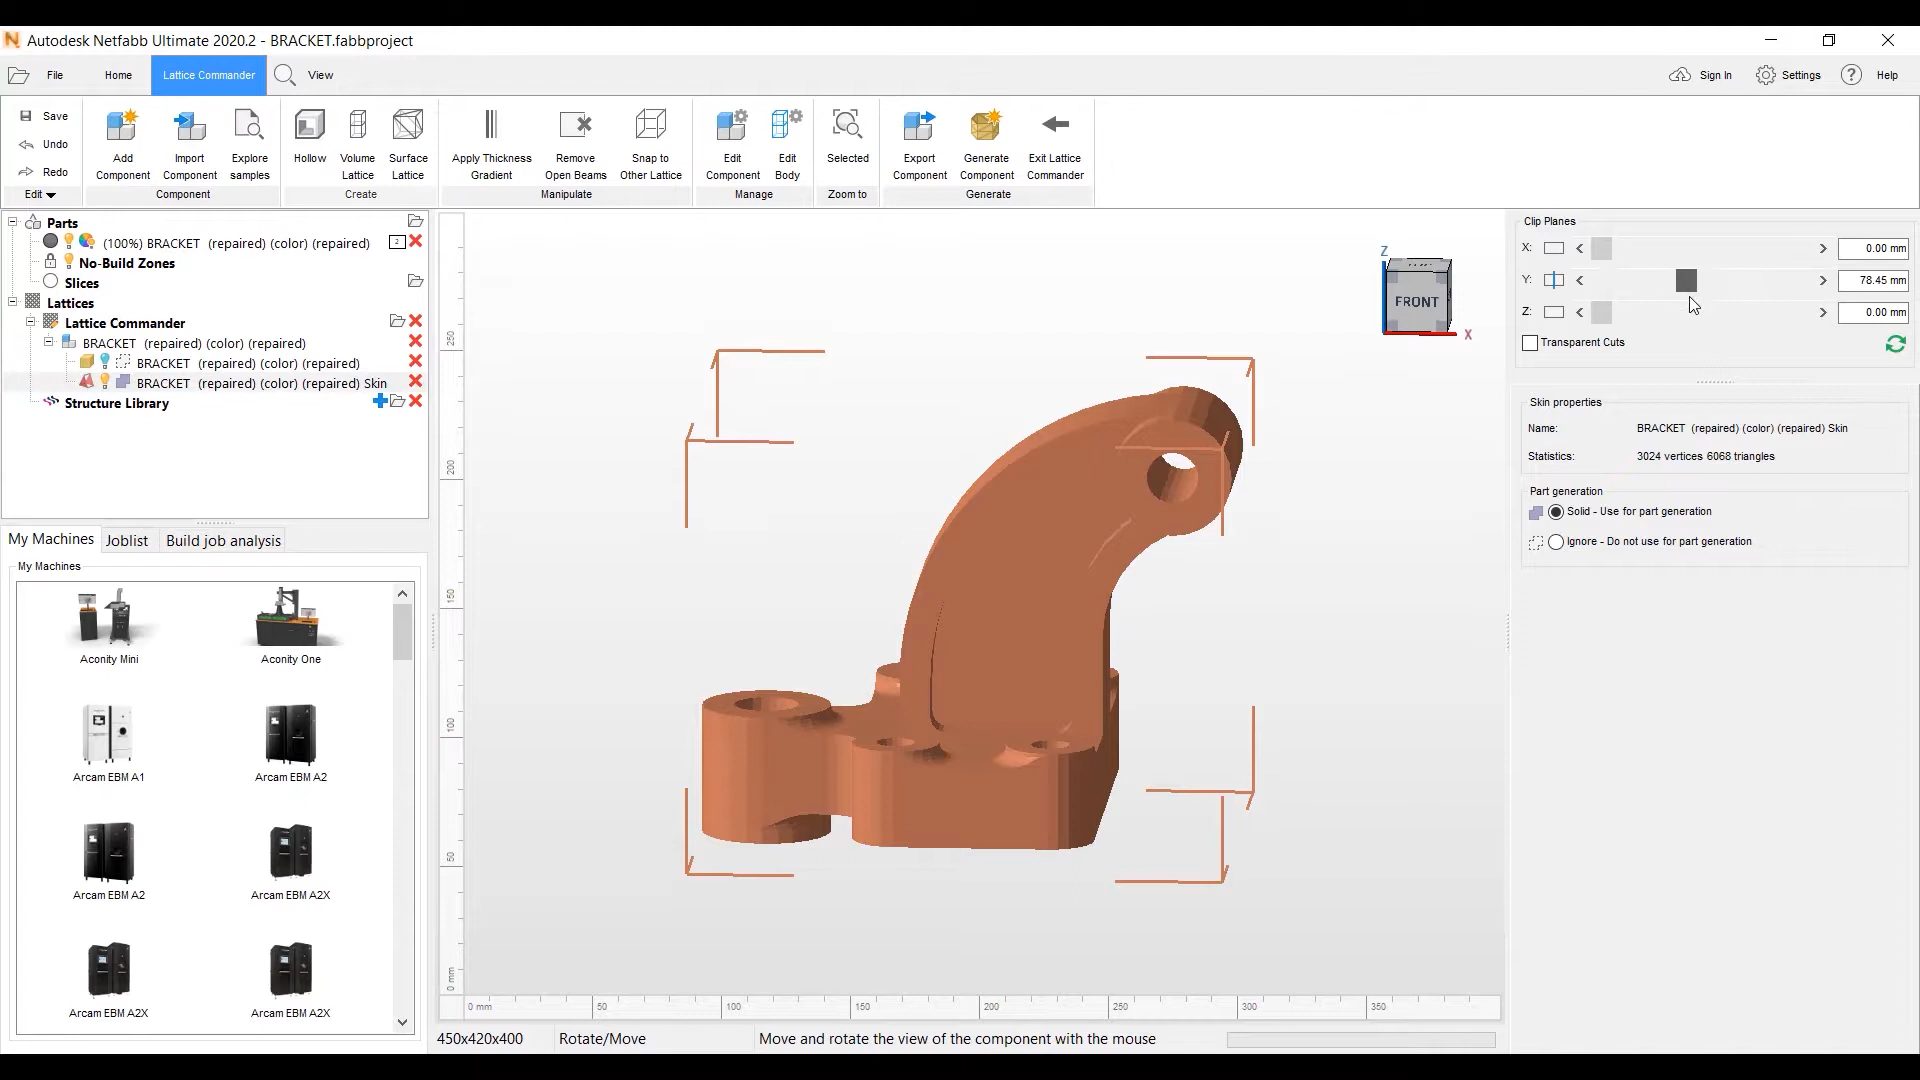 Autodesk Netfabb Ultimate 2020.2 - BRACKET.fabbproject
File Home Lattice Commander View Sign In Settings ? Help
Save
Undo
Redo
Edit
Add Component
Import Component
Explore samples
Component
Hollow
Volume Lattice
Surface Lattice
Create
Apply Thickness Gradient
Remove Open Beams
Snap to Other Lattice
Manipulate
Edit Component
Edit Body
Manage
Selected
Zoom to
Export Component
Generate Component
Exit Lattice Commander
Generate
Parts
(100%) BRACKET (repaired) (color) (repaired) 2
No-Build Zones
Slices
Lattices
Lattice Commander
BRACKET (repaired) (color) (repaired)
BRACKET (repaired) (color) (repaired)
BRACKET (repaired) (color) (repaired) Skin
Structure Library
My Machines Joblist Build job analysis
My Machines
Aconity Mini Aconity One
Arcam EBM A1 Arcam EBM A2
Arcam EBM A2 Arcam EBM A2X
Arcam EBM A2X Arcam EBM A2X
250
200
150
100
50
0 mm
0 mm 50 100 150 200 250 300 350
Z
FRONT
X
450x420x400 Rotate/Move Move and rotate the view of the component with the mouse
Clip Planes
X: 0.00 mm
Y: 78.45 mm
Z: 0.00 mm
Transparent Cuts
Skin properties
Name: BRACKET (repaired) (color) (repaired) Skin
Statistics: 3024 vertices 6068 triangles
Part generation
Solid - Use for part generation
Ignore - Do not use for part generation